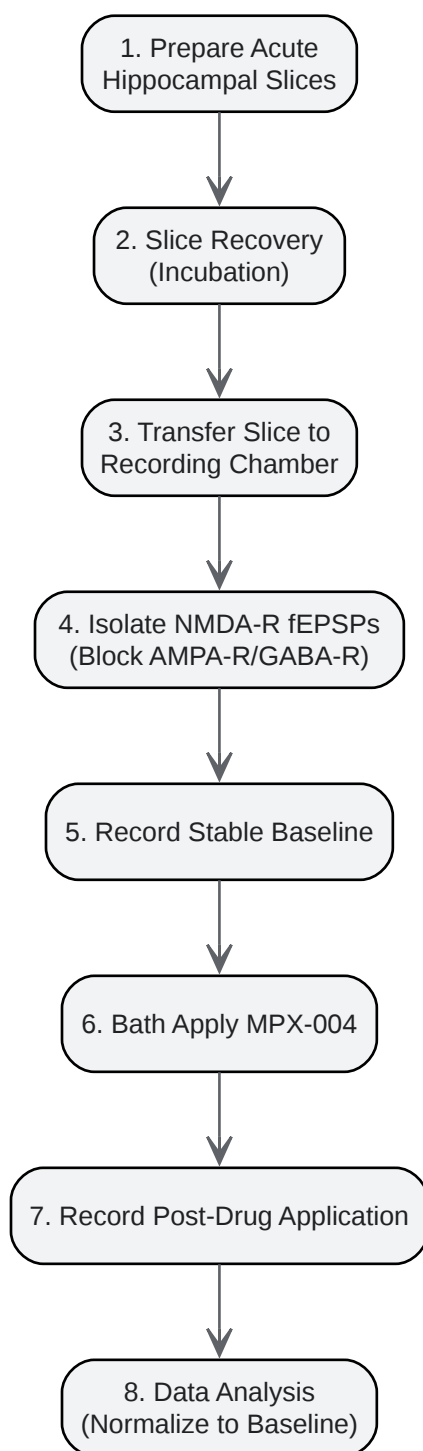 1. Prepare Acute
Hippocampal Slices
2. Slice Recovery
(Incubation)
3. Transfer Slice to
Recording Chamber
4. Isolate NMDA-R fEPSPs
(Block AMPA-R/GABA-R)
5. Record Stable Baseline
6. Bath Apply MPX-004
7. Record Post-Drug Application
8. Data Analysis
(Normalize to Baseline)